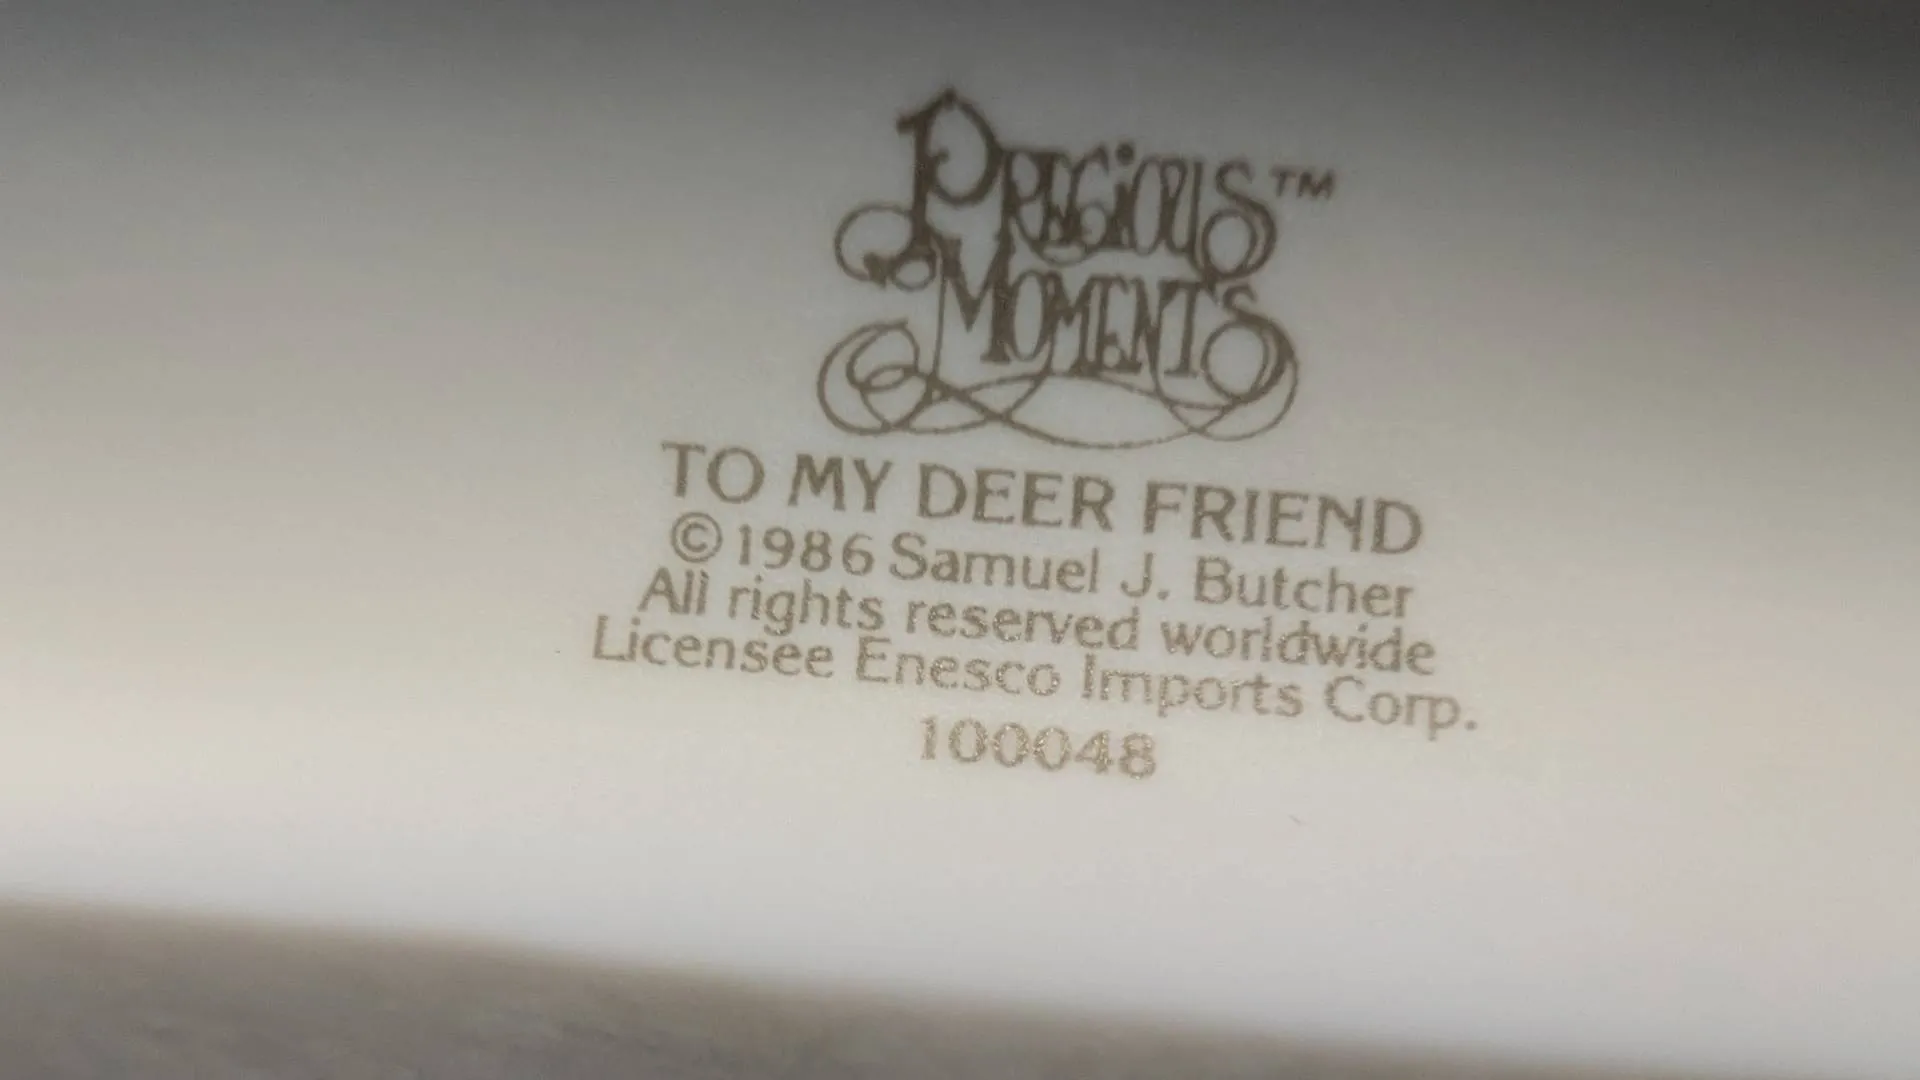 PRECIOUS™
MOMENTS
TO MY DEER FRIEND
© 1986 Samuel J. Butcher
All rights reserved worldwide
Licensee Enesco Imports Corp.
100048